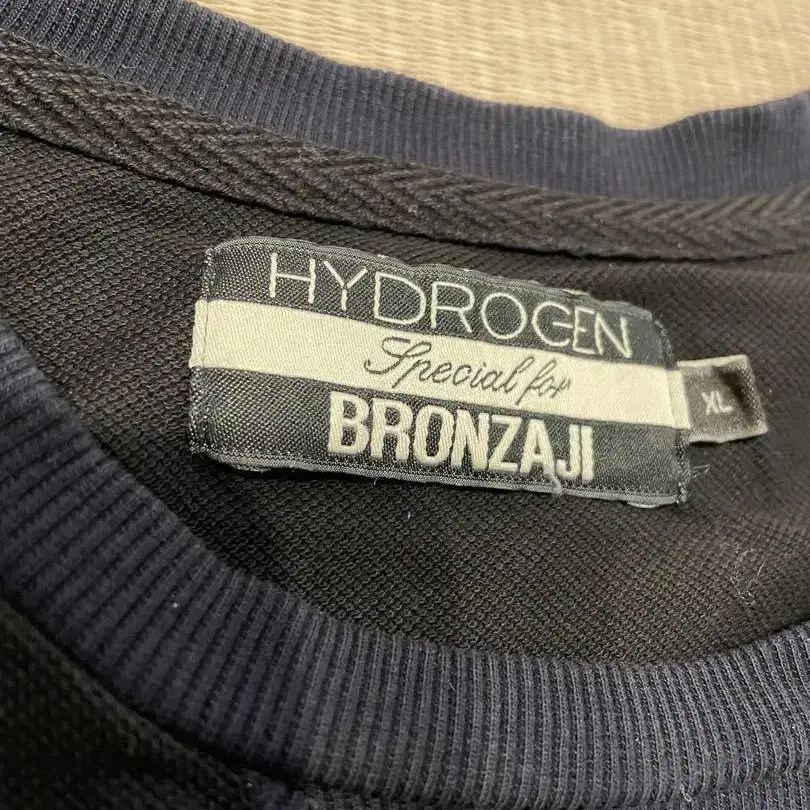 HYDROGEN
Special for
BRONZAJI
XL